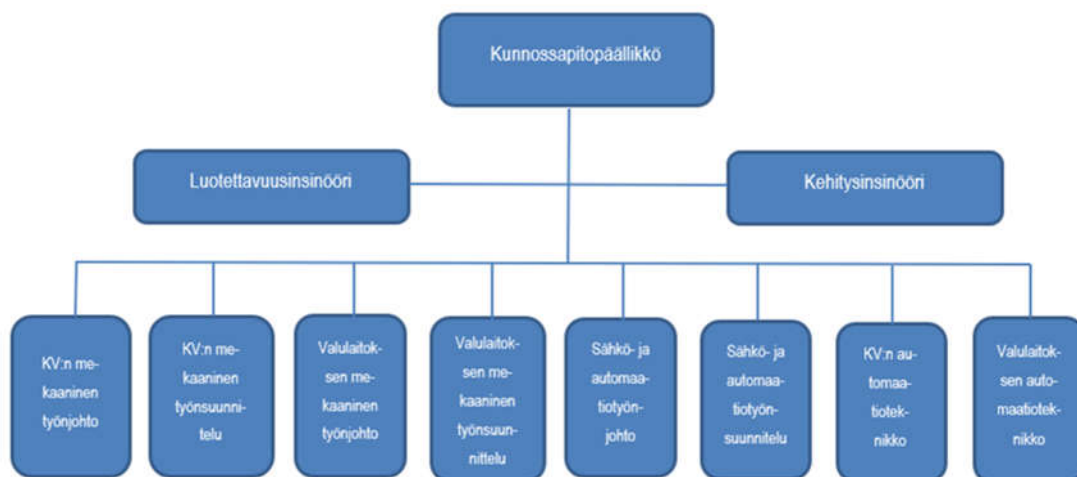 Kunnossapitopäällikkö
Luotettavuusinsinööri
Kehitysinsinööri
KV:n me-
kaaninen
työnjohto
KV:n me-
kaaninen
työnsuunni-
telu
Valulaitok-
sen me-
kaaninen
työnjohto
Valulaitok-
sen me-
kaaninen
työnsuun-
nittelu
Sähkö- ja
automaa-
tiotyön-
johto
Sähkö- ja
automaa-
tiotyön-
suunnitelu
KV:n au-
tomaa-
tiotek-
nikko
Valulaitok-
sen auto-
maatiotek-
nikko